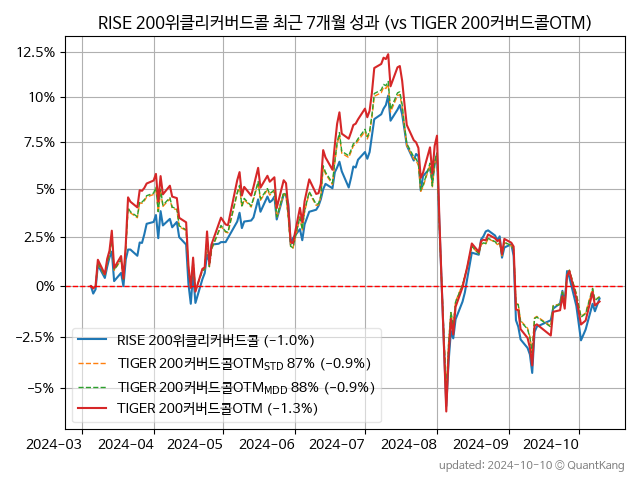 RISE 200위클리커버드콜 최근 7개월 성과 (vs TIGER 200커버드콜OTM)
12.5%
10%
7.5%
5%
2.5%
0%
−2.5%
−5%
RISE 200위클리커버드콜 (−1.0%)
TIGER 200커버드콜OTM_STD 87% (−0.9%)
TIGER 200커버드콜OTM_MDD 88% (−0.9%)
TIGER 200커버드콜OTM (−1.3%)
2024-03 2024-04 2024-05 2024-06 2024-07 2024-08 2024-09 2024-10
updated: 2024-10-10 © QuantKang